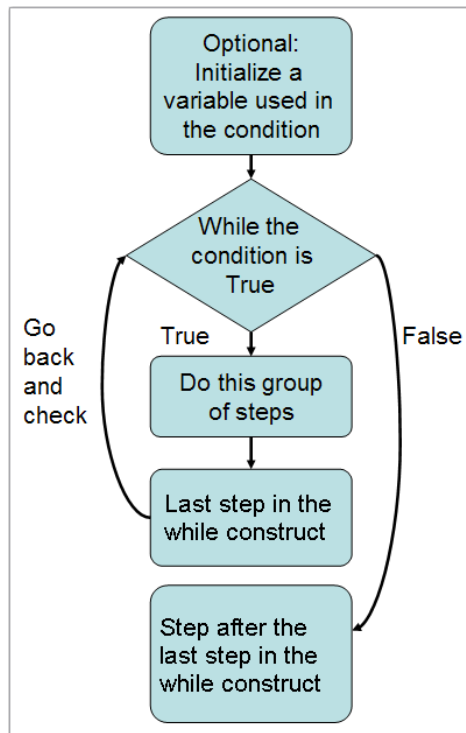 Optional:
Initialize a
variable used in
the condition
While the
condition is
True
Go
back
and
check
True
False
Do this group
of steps
Last step in the
while construct
Step after the
last step in the
while construct